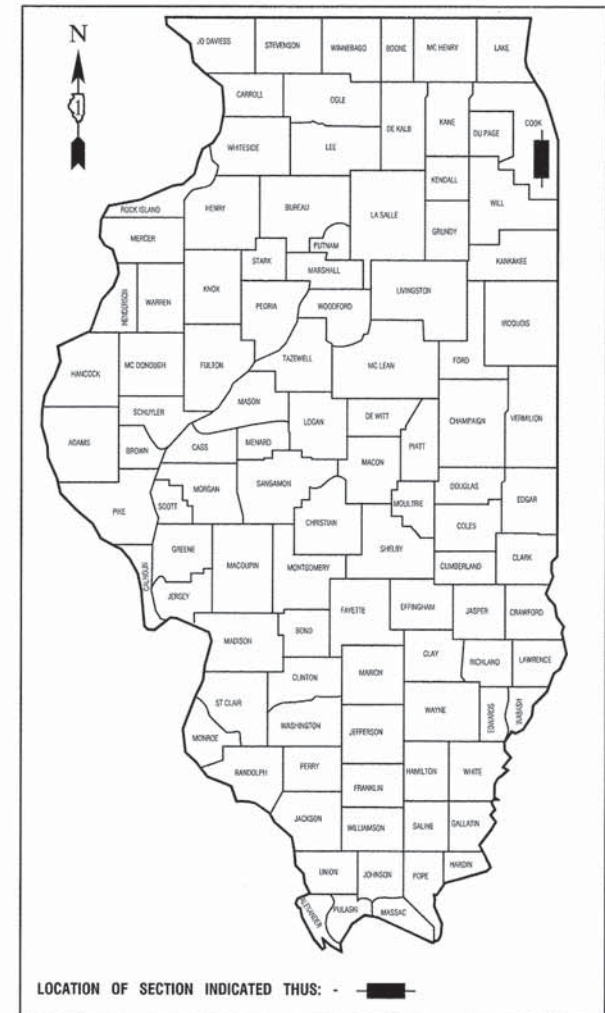 N
1
JO DAVIESS STEVENSON WINNEBAGO BOONE MC HENRY LAKE
CARROLL OGLE DE KALB KANE DU PAGE COOK
WHITESIDE LEE
KENDALL WILL
ROCK ISLAND HENRY BUREAU LA SALLE GRUNDY
MERCER STARK PUTNAM KANKAKEE
MARSHALL
HENDERSON WARREN KNOX PEORIA WOODFORD LIVINGSTON IROQUOIS
HANCOCK MC DONOUGH FULTON TAZEWELL MC LEAN FORD
MASON
SCHUYLER LOGAN DE WITT CHAMPAIGN VERMILION
ADAMS BROWN CASS MENARD MACON PIATT
PIKE SCOTT MORGAN SANGAMON MOULTRIE DOUGLAS EDGAR
CHRISTIAN COLES
GREENE MACOUPIN MONTGOMERY SHELBY CUMBERLAND CLARK
CALHOUN JERSEY FAYETTE EFFINGHAM JASPER CRAWFORD
MADISON BOND
CLINTON MARION CLAY RICHLAND LAWRENCE
ST CLAIR WASHINGTON JEFFERSON WAYNE EDWARDS WABASH
MONROE
RANDOLPH PERRY HAMILTON WHITE
FRANKLIN
JACKSON WILLIAMSON SALINE GALLATIN
UNION JOHNSON POPE HARDIN
ALEXANDER PULASKI MASSAC
LOCATION OF SECTION INDICATED THUS: -